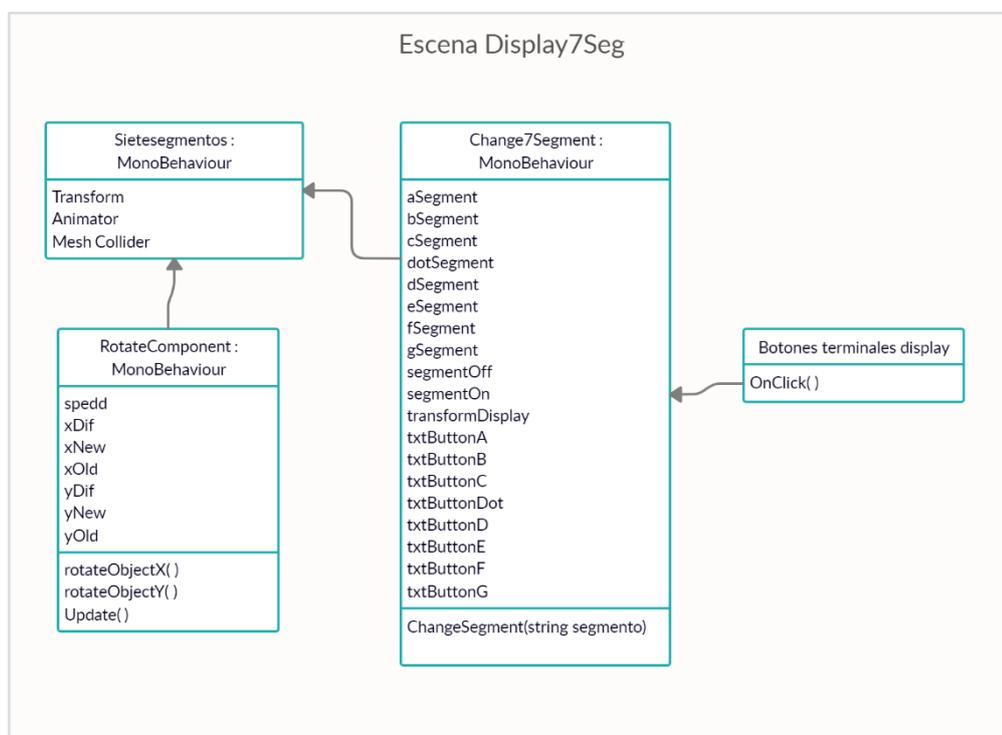 Escena Display7Seg
Sietesegmentos :
MonoBehaviour
Transform
Animator
Mesh Collider
RotateComponent :
MonoBehaviour
spedd
xDif
xNew
xOld
yDif
yNew
yOld
rotateObjectX( )
rotateObjectY( )
Update( )
Change7Segment :
MonoBehaviour
aSegment
bSegment
cSegment
dotSegment
dSegment
eSegment
fSegment
gSegment
segmentOff
segmentOn
transformDisplay
txtButtonA
txtButtonB
txtButtonC
txtButtonDot
txtButtonD
txtButtonE
txtButtonF
txtButtonG
ChangeSegment(string segmento)
Botones terminales display
OnClick( )